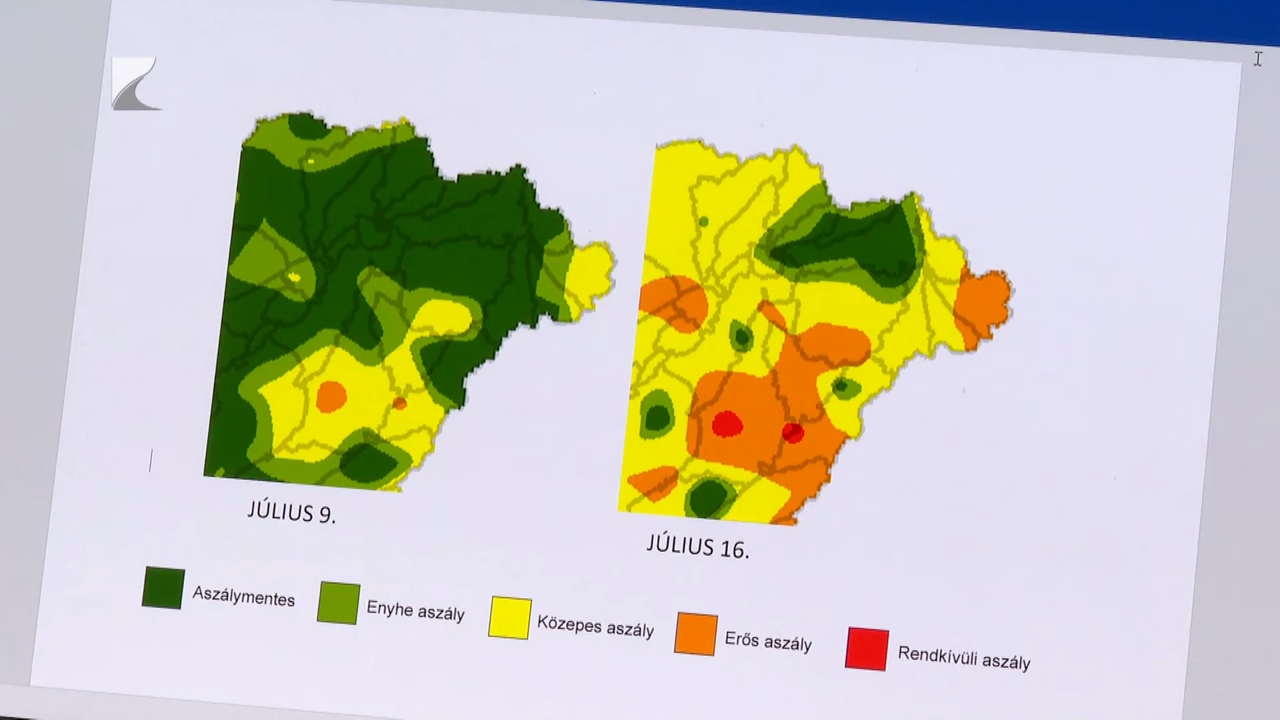 JÚLIUS 9.
JÚLIUS 16.
Aszálymentes
Enyhe aszály
Közepes aszály
Erős aszály
Rendkívüli aszály